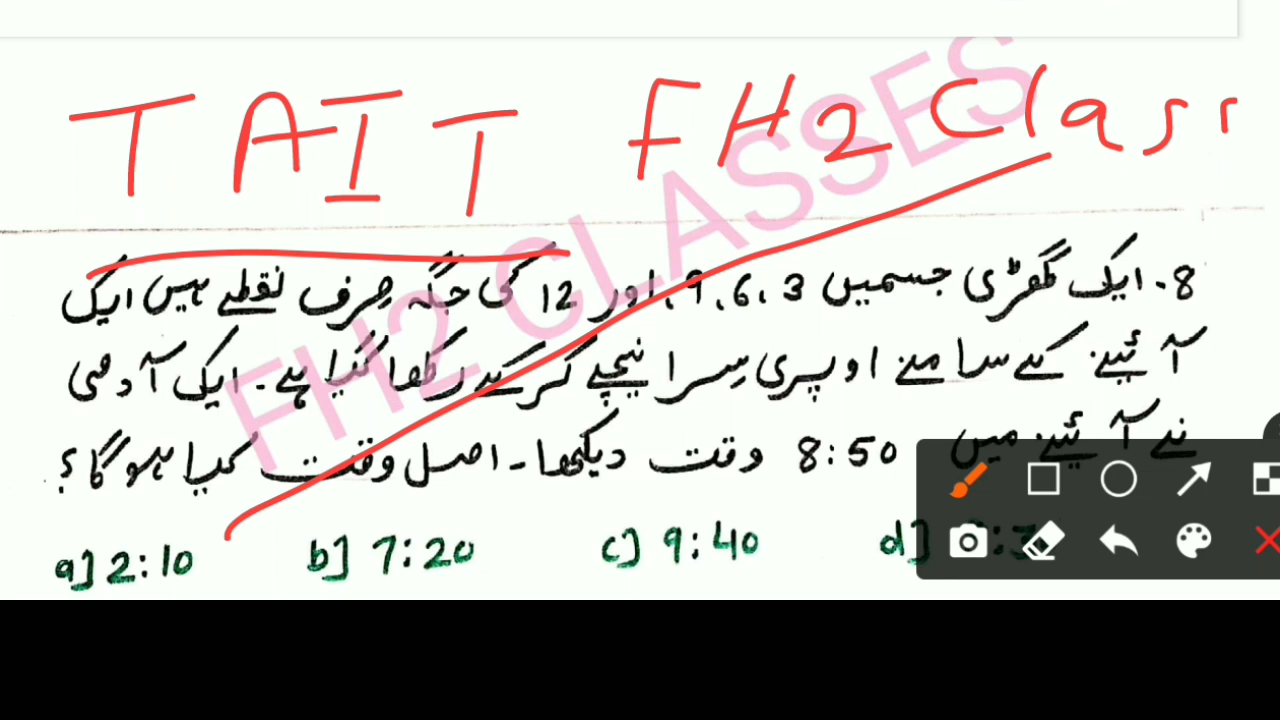 TAIT FH2 Class
FH2 CLASSES
8. ایک گھڑی جسمیں 3، 6، 9، اور 12 کی جگہ صرف نقطے ہیں ایک
آئینے کے سامنے اوپری سِرا نیچے کرکے رکھا گیا ہے۔ ایک آدمی
نے آئینے میں 8:50 وقت دیکھا۔ اصل وقت کیا ہوگا؟
a] 2:10 b] 7:20 c] 9:40 d]